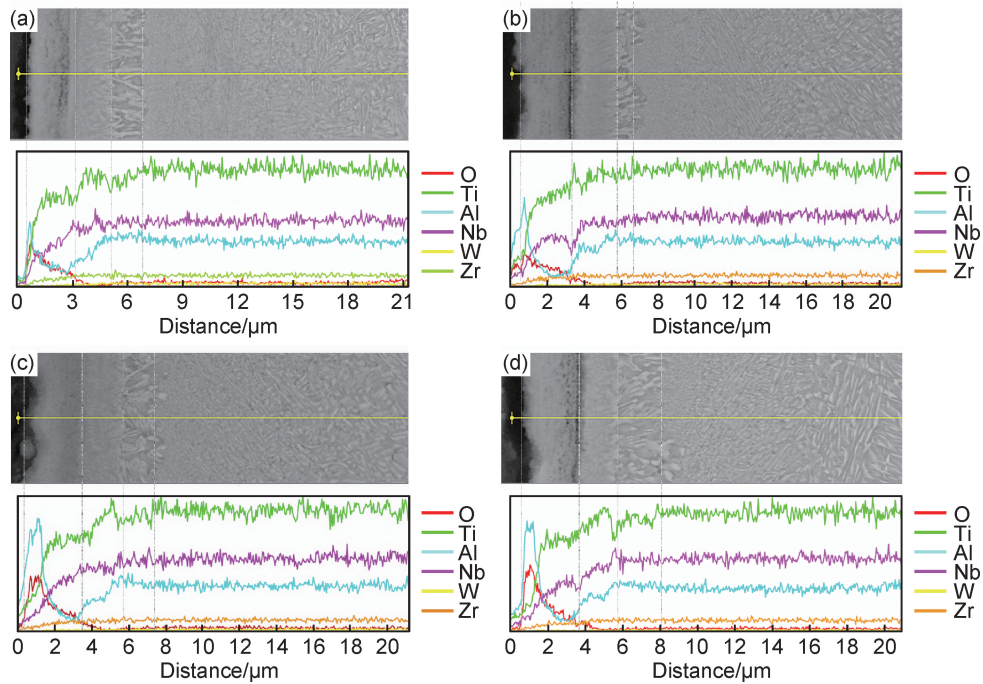 (a)
O
Ti
Al
Nb
W
Zr
0 3 6 9 12 15 18 21
Distance/μm
(b)
O
Ti
Al
Nb
W
Zr
0 2 4 6 8 10 12 14 16 18 20
Distance/μm
(c)
O
Ti
Al
Nb
W
Zr
0 2 4 6 8 10 12 14 16 18 20
Distance/μm
(d)
O
Ti
Al
Nb
W
Zr
0 2 4 6 8 10 12 14 16 18 20
Distance/μm